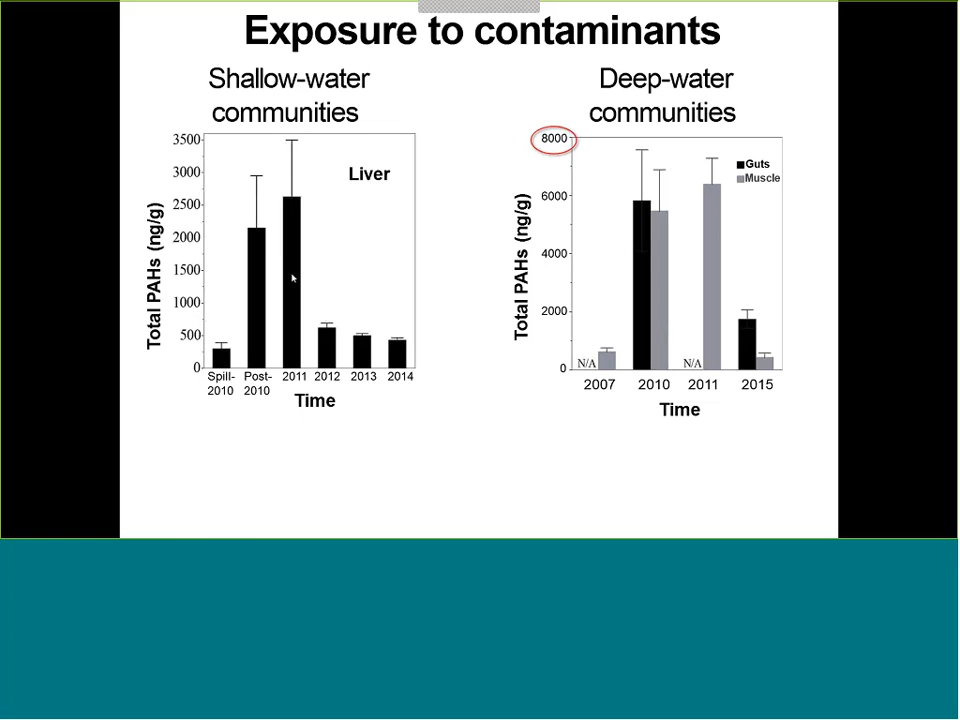 Exposure to contaminants
Shallow-water
communities
3500
3000
2500
2000
1500
1000
500
0
Total PAHs (ng/g)
Liver
Spill-
2010
Post-
2010
2011
2012
2013
2014
Time
Deep-water
communities
8000
6000
4000
2000
0
Total PAHs (ng/g)
Guts
Muscle
N/A
N/A
2007
2010
2011
2015
Time